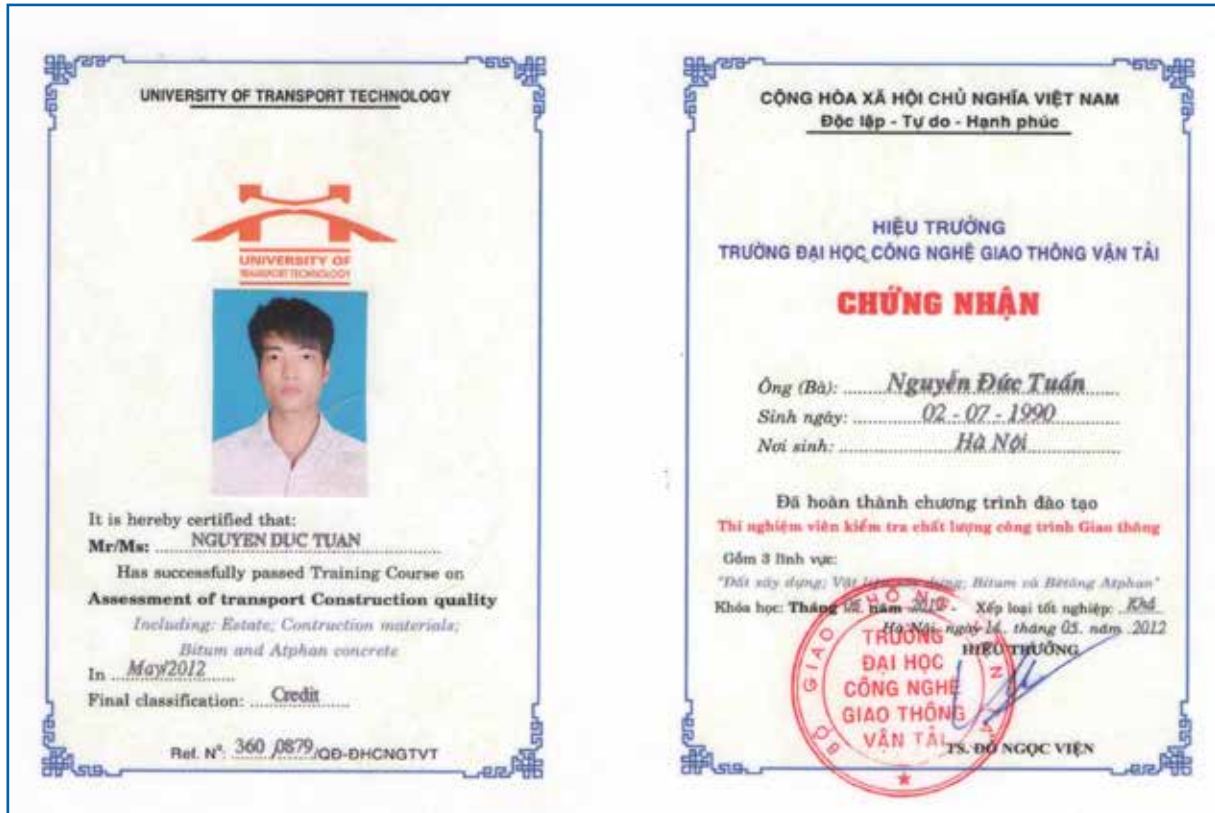 UNIVERSITY OF TRANSPORT TECHNOLOGY
UNIVERSITY OF
TRANSPORT TECHNOLOGY
It is hereby certified that:
Mr/Ms: NGUYEN DUC TUAN
Has successfully passed Training Course on
Assessment of transport Construction quality
Including: Estate; Contruction materials;
Bitum and Atphan concrete
In May/2012
Final classification: Credit
Ref. Nº: 360 /0879/QĐ-ĐHCNGTVT
CỘNG HÒA XÃ HỘI CHỦ NGHĨA VIỆT NAM
Độc lập - Tự do - Hạnh phúc
HIỆU TRƯỞNG
TRƯỜNG ĐẠI HỌC CÔNG NGHỆ GIAO THÔNG VẬN TẢI
CHỨNG NHẬN
Ông (Bà): Nguyễn Đức Tuấn
Sinh ngày: 02 - 07 - 1990
Nơi sinh: Hà Nội
Đã hoàn thành chương trình đào tạo
Thí nghiệm viên kiểm tra chất lượng công trình Giao thông
Gồm 3 lĩnh vực:
"Đất xây dựng; Vật liệu xây dựng; Bitum và Bêtông Atphan"
Khóa học: Tháng 05 năm 2012 - Xếp loại tốt nghiệp: Khá
Hà Nội, ngày 14 tháng 05 năm 2012
HIỆU TRƯỞNG
TRƯỜNG
ĐẠI HỌC
CÔNG NGHỆ
GIAO THÔNG
VẬN TẢI
BỘ GIAO
TS. ĐỖ NGỌC VIỆN